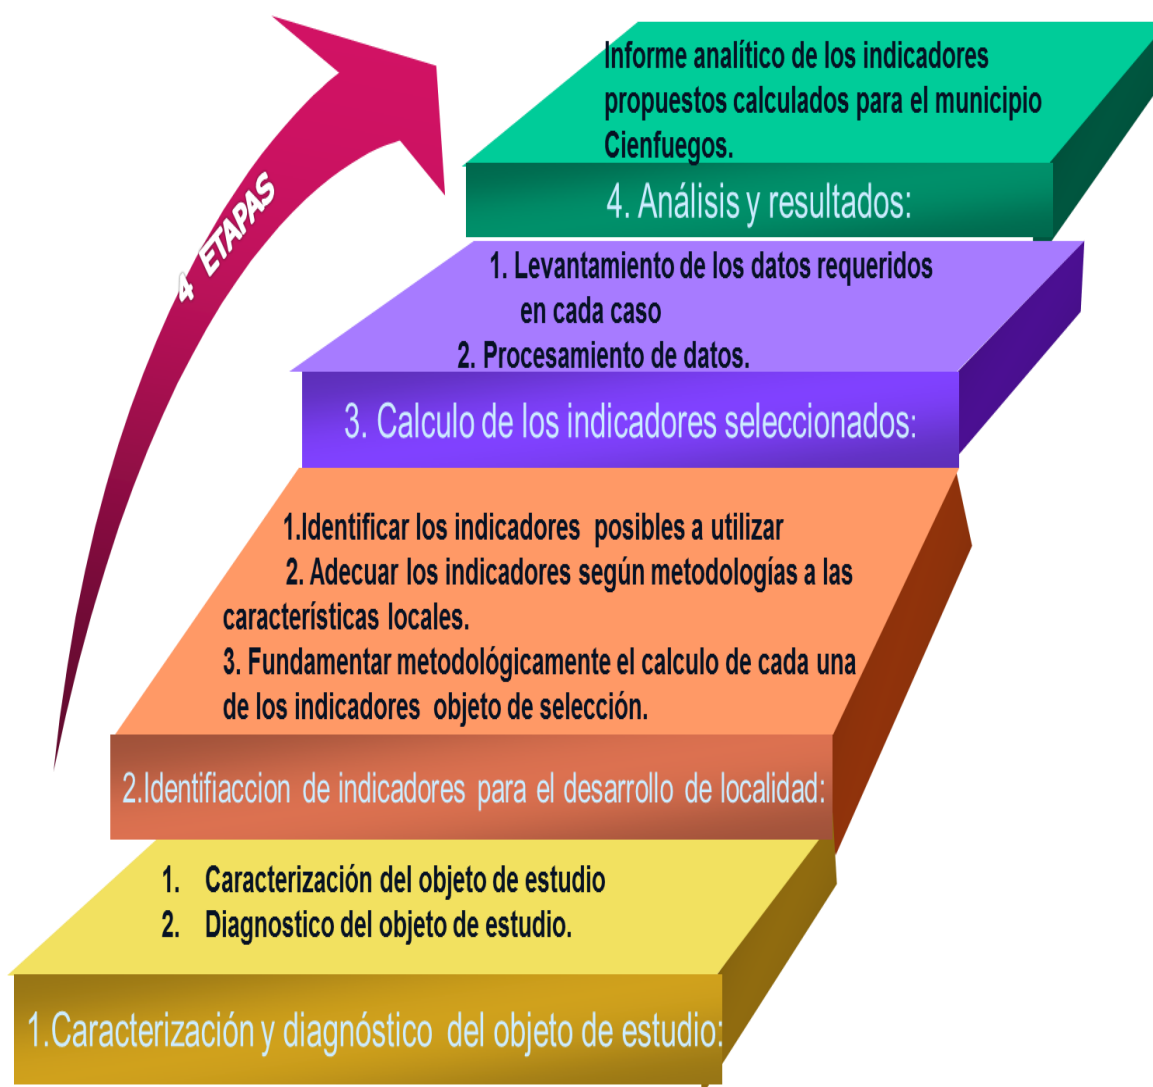 Informe analítico de los indicadores
propuestos calculados para el municipio
Cienfuegos.
4. Análisis y resultados:
4 ETAPAS
1. Levantamiento de los datos requeridos
en cada caso
2. Procesamiento de datos.
3. Calculo de los indicadores seleccionados:
1.Identificar los indicadores posibles a utilizar
2. Adecuar los indicadores según metodologías a las
características locales.
3. Fundamentar metodológicamente el calculo de cada una
de los indicadores objeto de selección.
2.Identifiaccion de indicadores para el desarrollo de localidad:
1. Caracterización del objeto de estudio
2. Diagnostico del objeto de estudio.
1.Caracterización y diagnóstico del objeto de estudio: